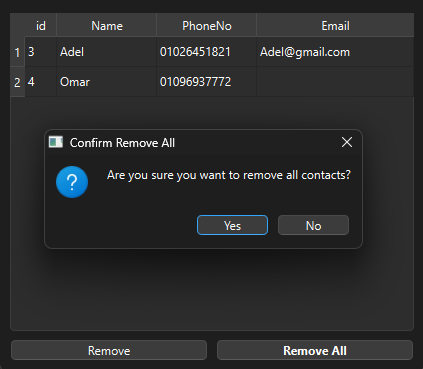 id Name PhoneNo Email
1 3 Adel 01026451821 Adel@gmail.com
2 4 Omar 01096937772
Confirm Remove All
Are you sure you want to remove all contacts?
Yes No
Remove Remove All